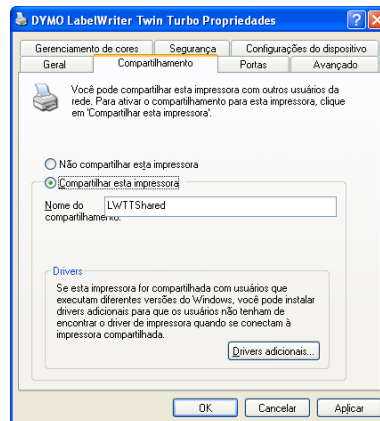 DYMO LabelWriter Twin Turbo Propriedades
Gerenciamento de cores Segurança Configurações do dispositivo
Geral Compartilhamento Portas Avançado
Você pode compartilhar esta impressora com outros usuários da
rede. Para ativar o compartilhamento para esta impressora, clique
em 'Compartilhar esta impressora'.
Não compartilhar esta impressora
Compartilhar esta impressora
Nome do LWTTShared
compartilhamento:
Drivers
Se esta impressora for compartilhada com usuários que
executam diferentes versões do Windows, você pode instalar
drivers adicionais para que os usuários não tenham de
encontrar o driver de impressora quando se conectam à
impressora compartilhada.
Drivers adicionais...
OK Cancelar Aplicar